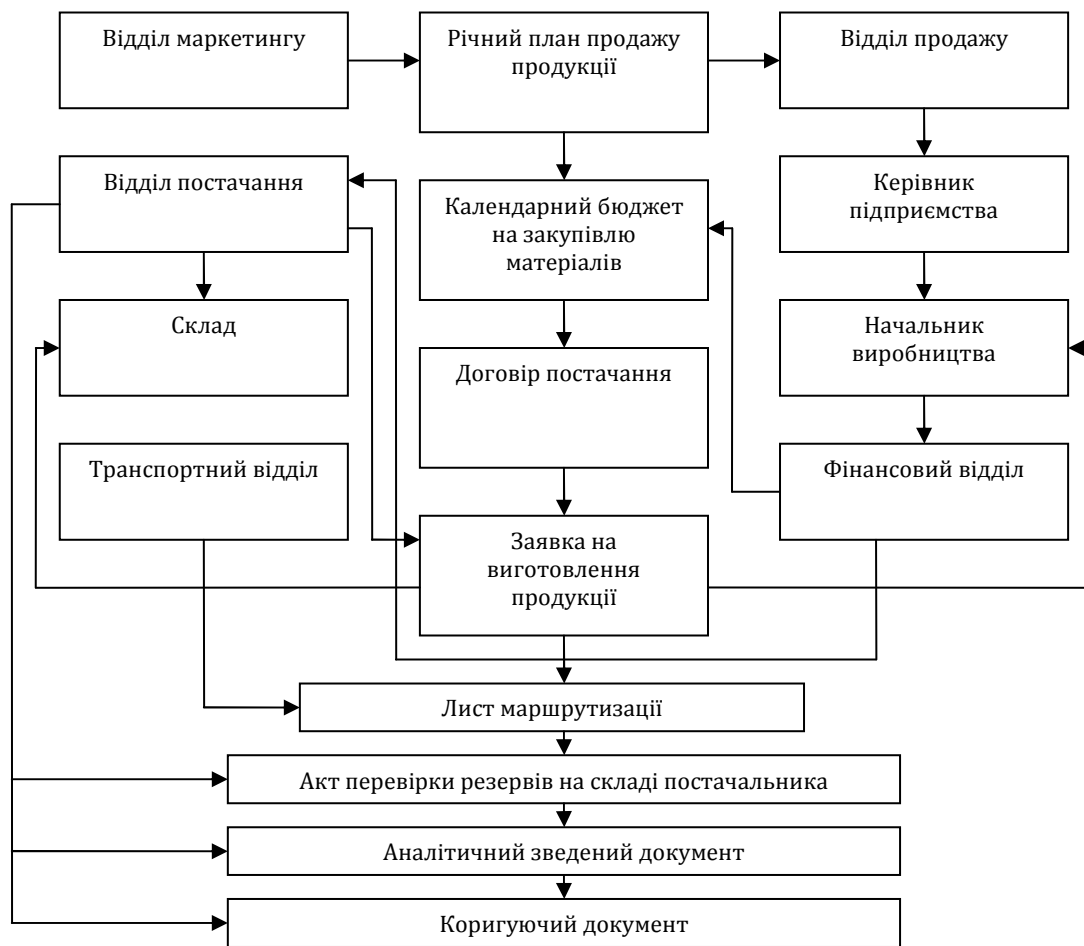 Відділ маркетингу
Річний план продажу
продукції
Відділ продажу
Відділ постачання
Календарний бюджет
на закупівлю
матеріалів
Керівник
підприємства
Склад
Начальник
виробництва
Договір постачання
Транспортний відділ
Фінансовий відділ
Заявка на
виготовлення
продукції
Лист маршрутизації
Акт перевірки резервів на складі постачальника
Аналітичний зведений документ
Коригуючий документ